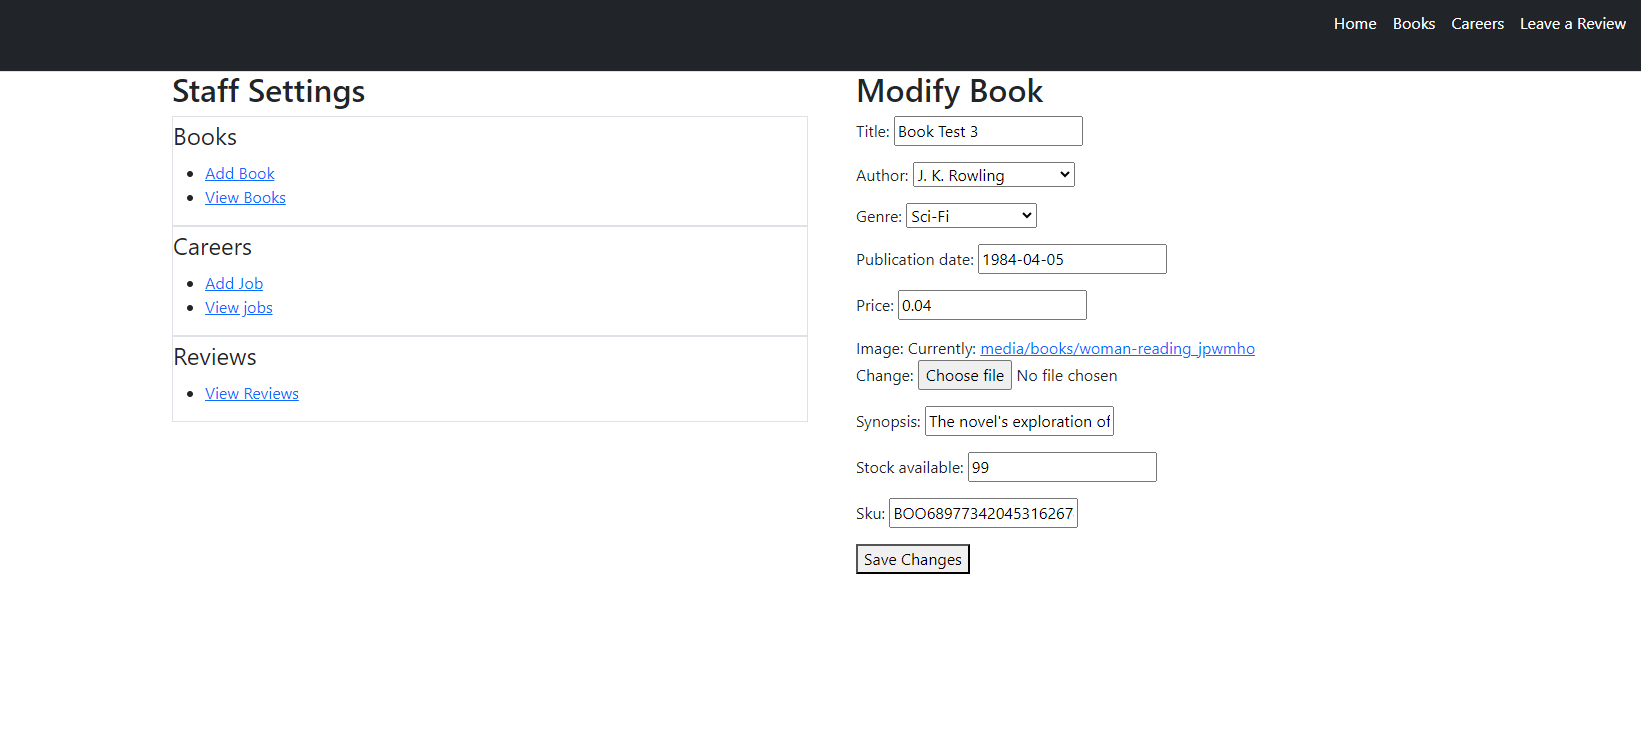 Home Books Careers Leave a Review
Staff Settings
Books
Add Book
View Books
Careers
Add Job
View jobs
Reviews
View Reviews
Modify Book
Title: Book Test 3
Author: J. K. Rowling
Genre: Sci-Fi
Publication date: 1984-04-05
Price: 0.04
Image: Currently: media/books/woman-reading_jpwmho
Change: Choose file No file chosen
Synopsis: The novel's exploration of
Stock available: 99
Sku: BOO68977342045316267
Save Changes